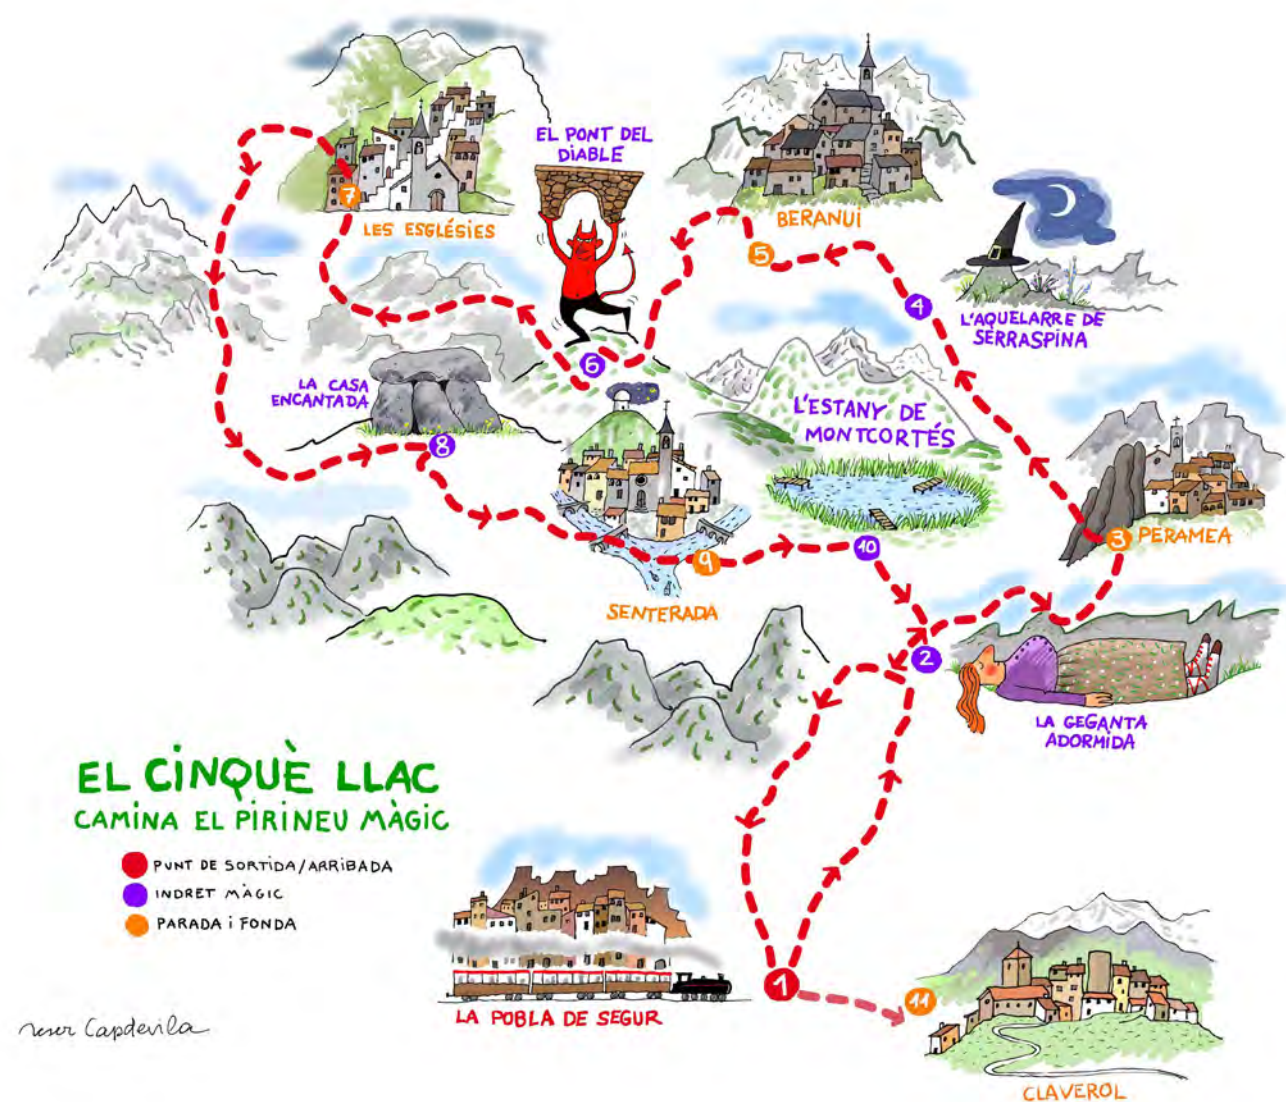 EL PONT DEL
DIABLE
BERANUI
7
LES ESGLÉSIES
5
4
L'AQUELARRE DE
SERRASPINA
6
LA CASA
ENCANTADA
L'ESTANY DE
MONTCORTÉS
8
3
PERAMEA
10
9
SENTERADA
2
LA GEGANTA
ADORMIDA
EL CINQUÈ LLAC
CAMINA EL PIRINEU MÀGIC
PUNT DE SORTIDA/ARRIBADA
INDRET MÀGIC
PARADA I FONDA
1
11
LA POBLA DE SEGUR
CLAVEROL
Capdevila